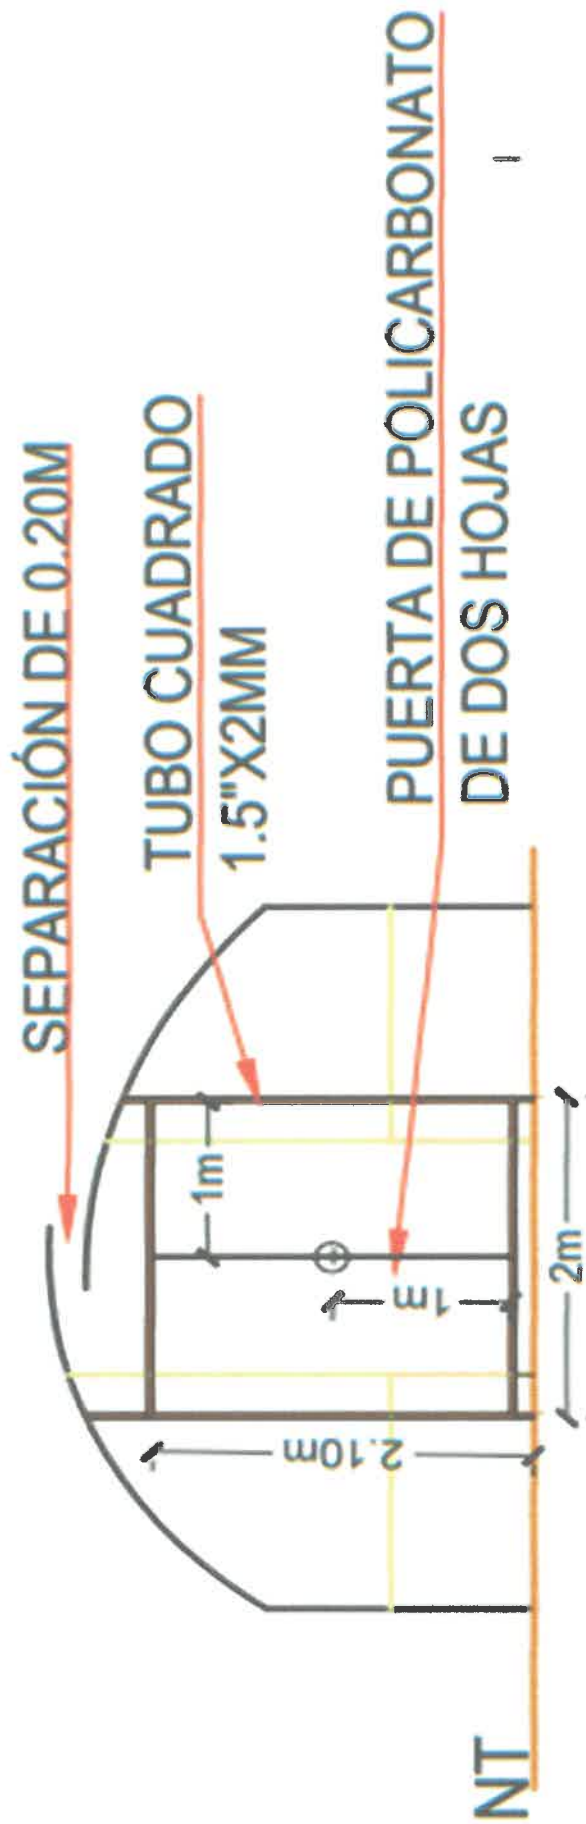 SEPARACIÓN DE 0.20M
TUBO CUADRADO
1.5"X2MM
PUERTA DE POLICARBONATO
DE DOS HOJAS
1m
1m
2.10m
2m
NT